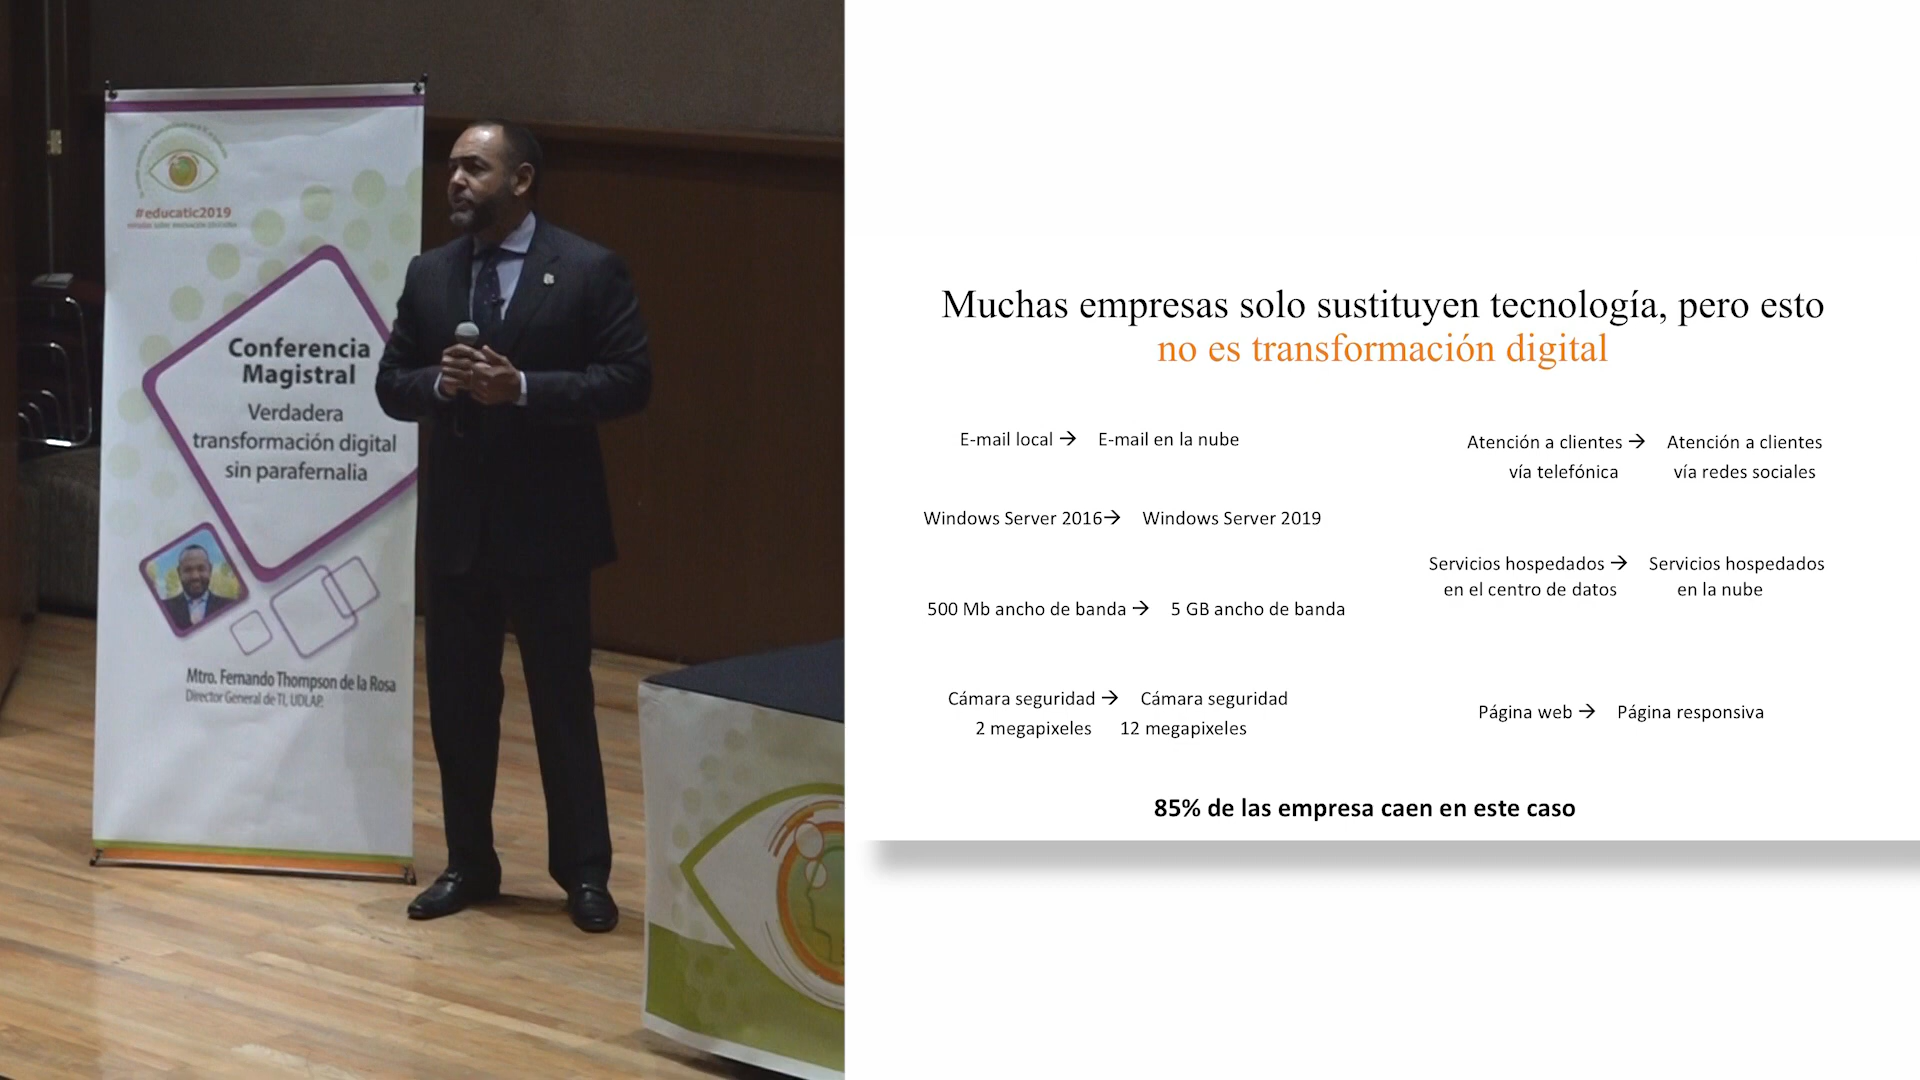 #educatic2019
Conferencia
Magistral
Verdadera
transformación digital
sin parafernalia
Mtro. Fernando Thompson de la Rosa
Director General de TI, UDLAP.
Muchas empresas solo sustituyen tecnología, pero esto
no es transformación digital
E-mail local → E-mail en la nube
Windows Server 2016→ Windows Server 2019
500 Mb ancho de banda → 5 GB ancho de banda
Cámara seguridad → Cámara seguridad
2 megapixeles 12 megapixeles
Atención a clientes → Atención a clientes
vía telefónica vía redes sociales
Servicios hospedados → Servicios hospedados
en el centro de datos en la nube
Página web → Página responsiva
85% de las empresa caen en este caso